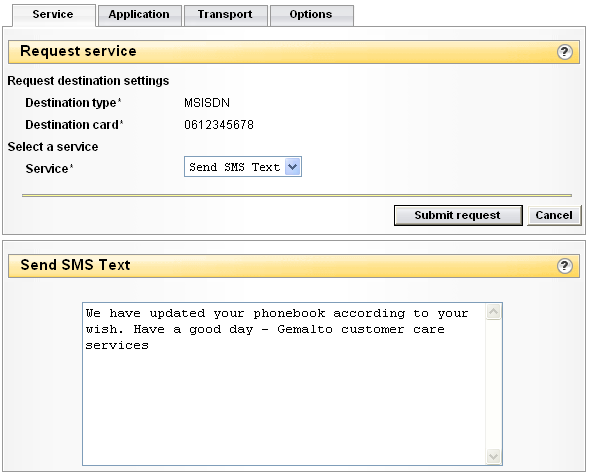 Service Application Transport Options
Request service ?
Request destination settings
Destination type* MSISDN
Destination card* 0612345678
Select a service
Service* Send SMS Text
Submit request Cancel
Send SMS Text ?
We have updated your phonebook according to your
wish. Have a good day - Gemalto customer care
services